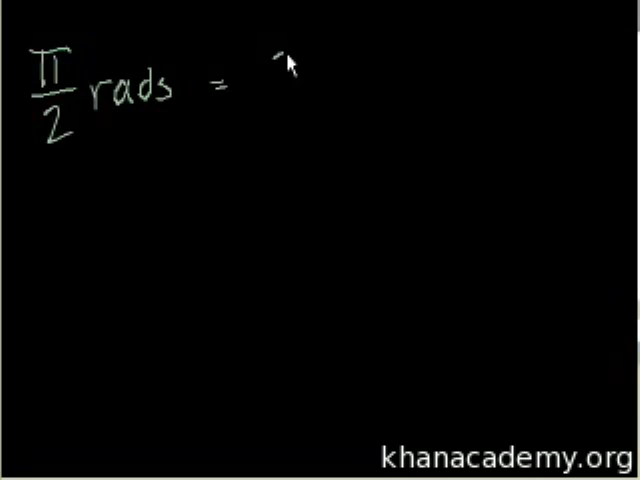 π/2 rads =
khanacademy.org